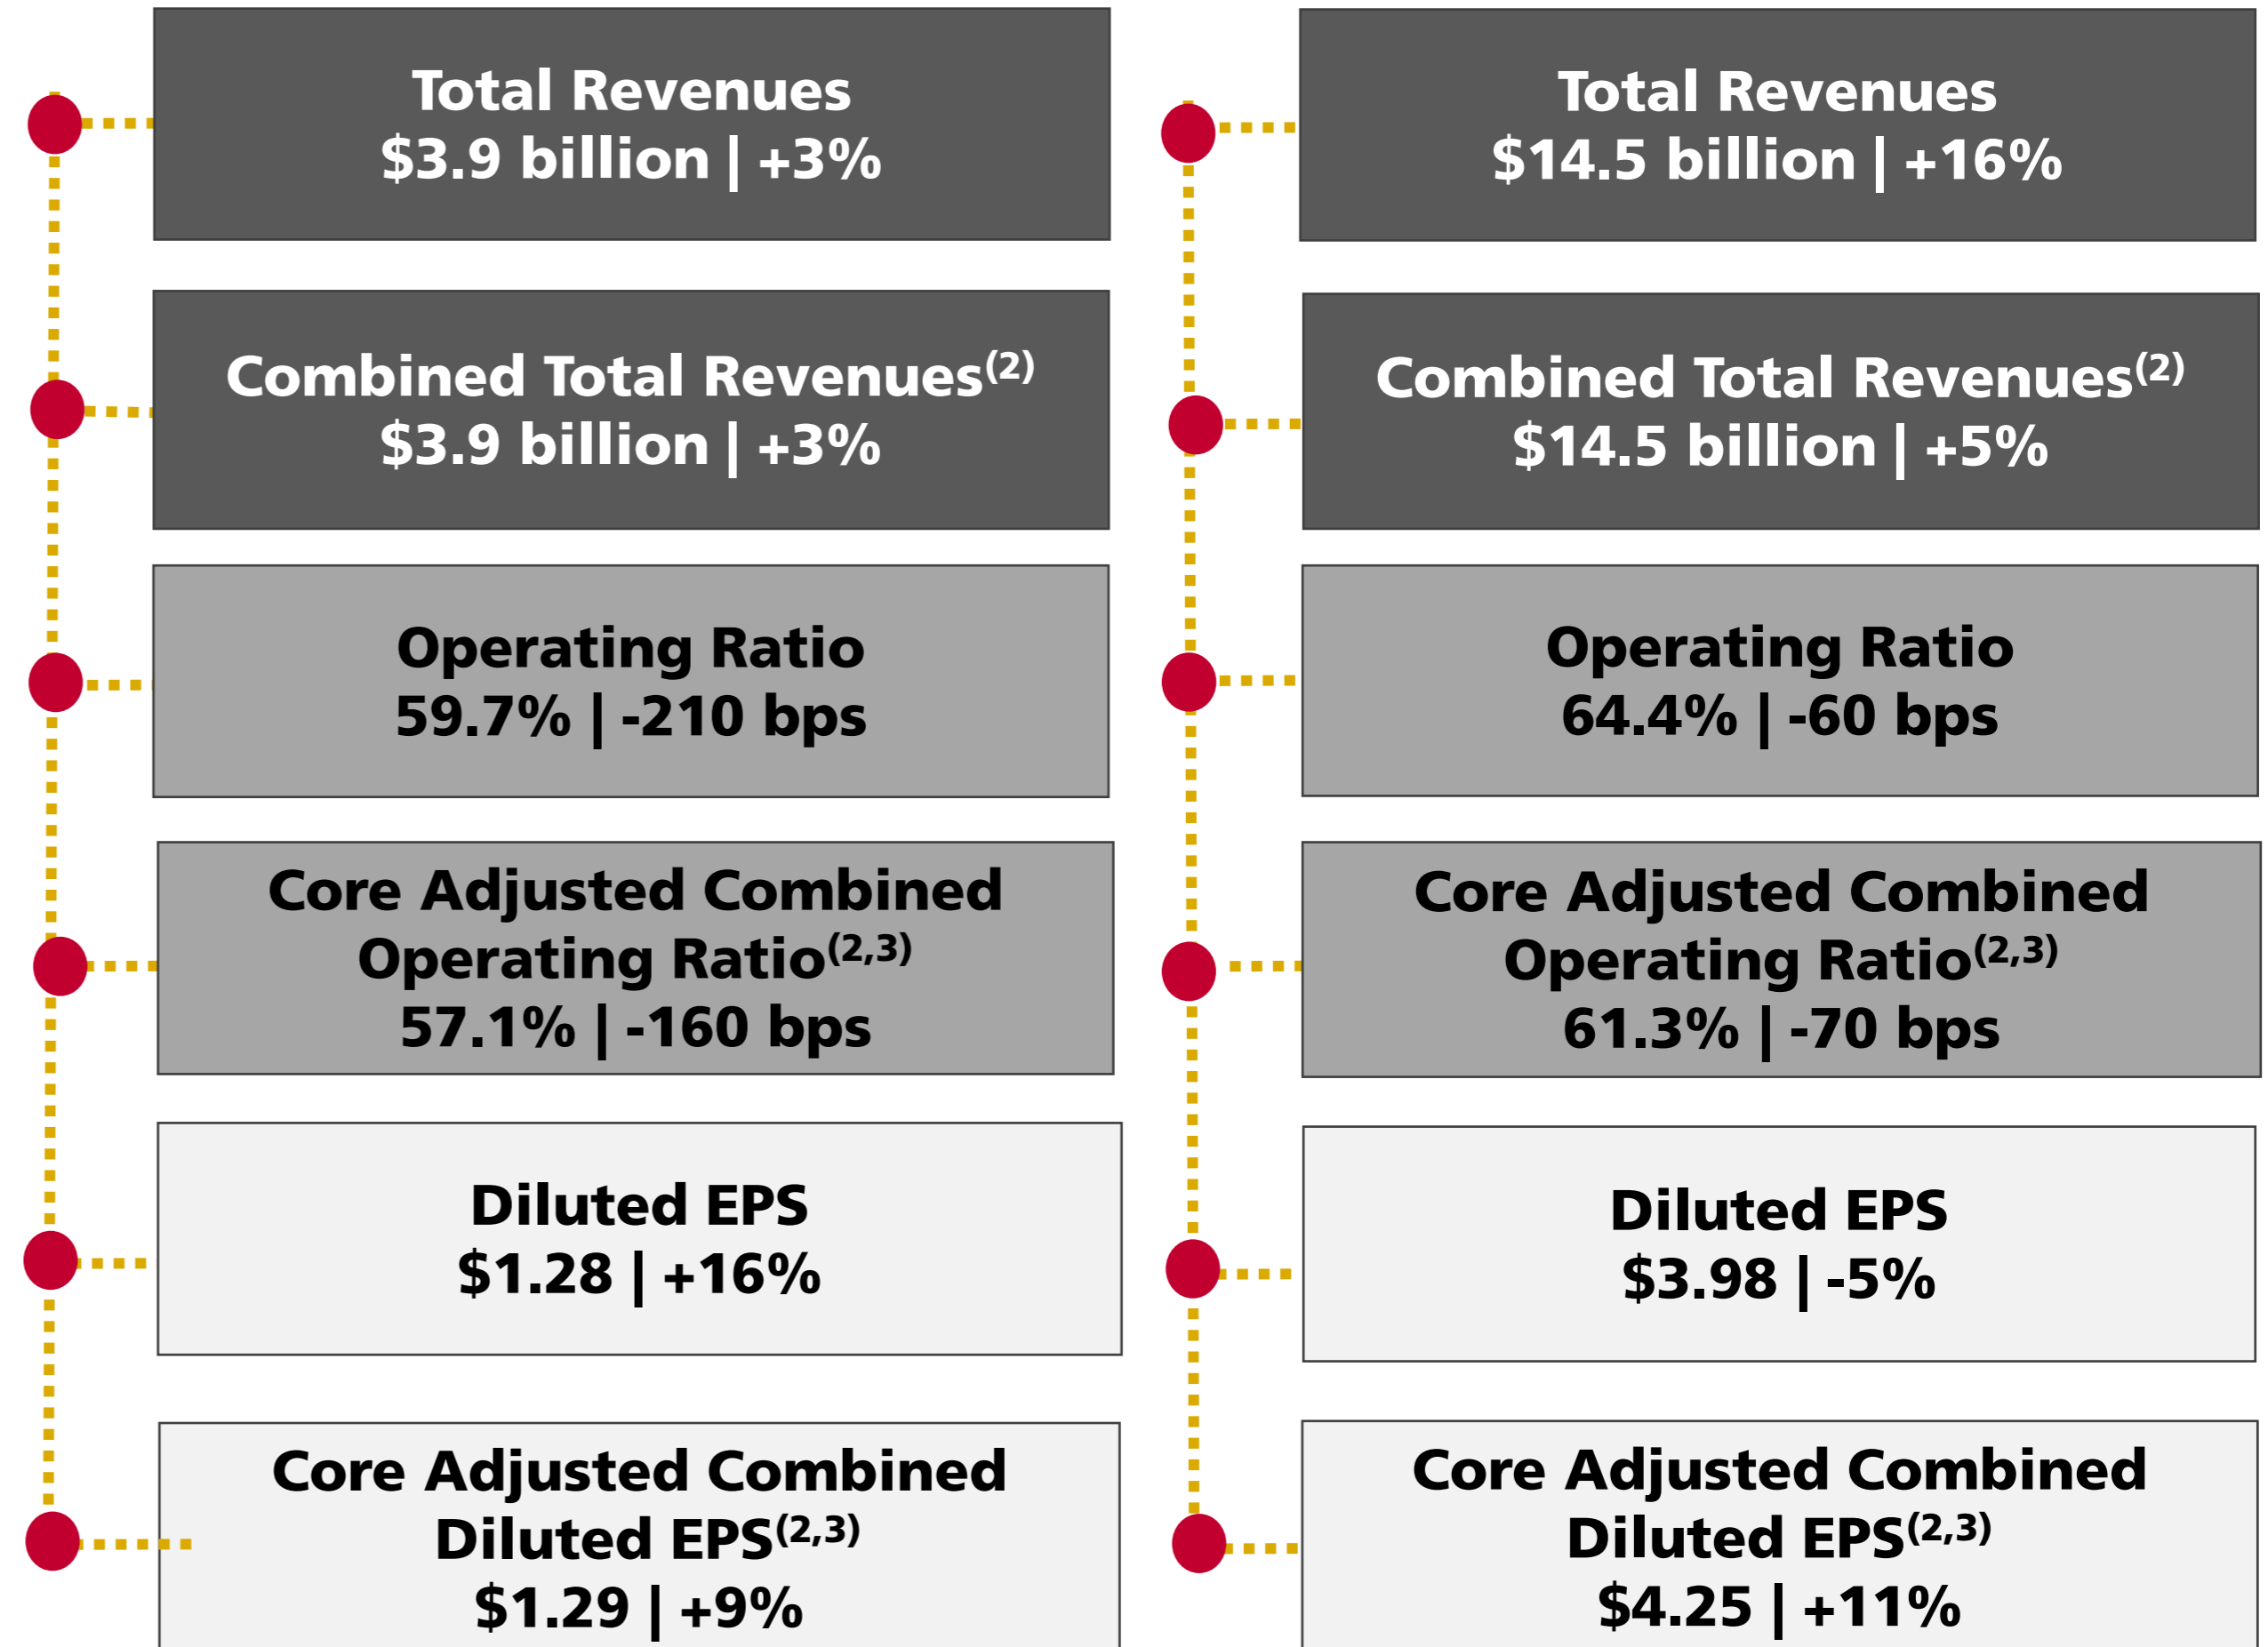 Total Revenues
$3.9 billion | +3%
Combined Total Revenues(2)
$3.9 billion | +3%
Operating Ratio
59.7% | -210 bps
Core Adjusted Combined
Operating Ratio(2,3)
57.1% | -160 bps
Diluted EPS
$1.28 | +16%
Core Adjusted Combined
Diluted EPS(2,3)
$1.29 | +9%
Total Revenues
$14.5 billion | +16%
Combined Total Revenues(2)
$14.5 billion | +5%
Operating Ratio
64.4% | -60 bps
Core Adjusted Combined
Operating Ratio(2,3)
61.3% | -70 bps
Diluted EPS
$3.98 | -5%
Core Adjusted Combined
Diluted EPS(2,3)
$4.25 | +11%